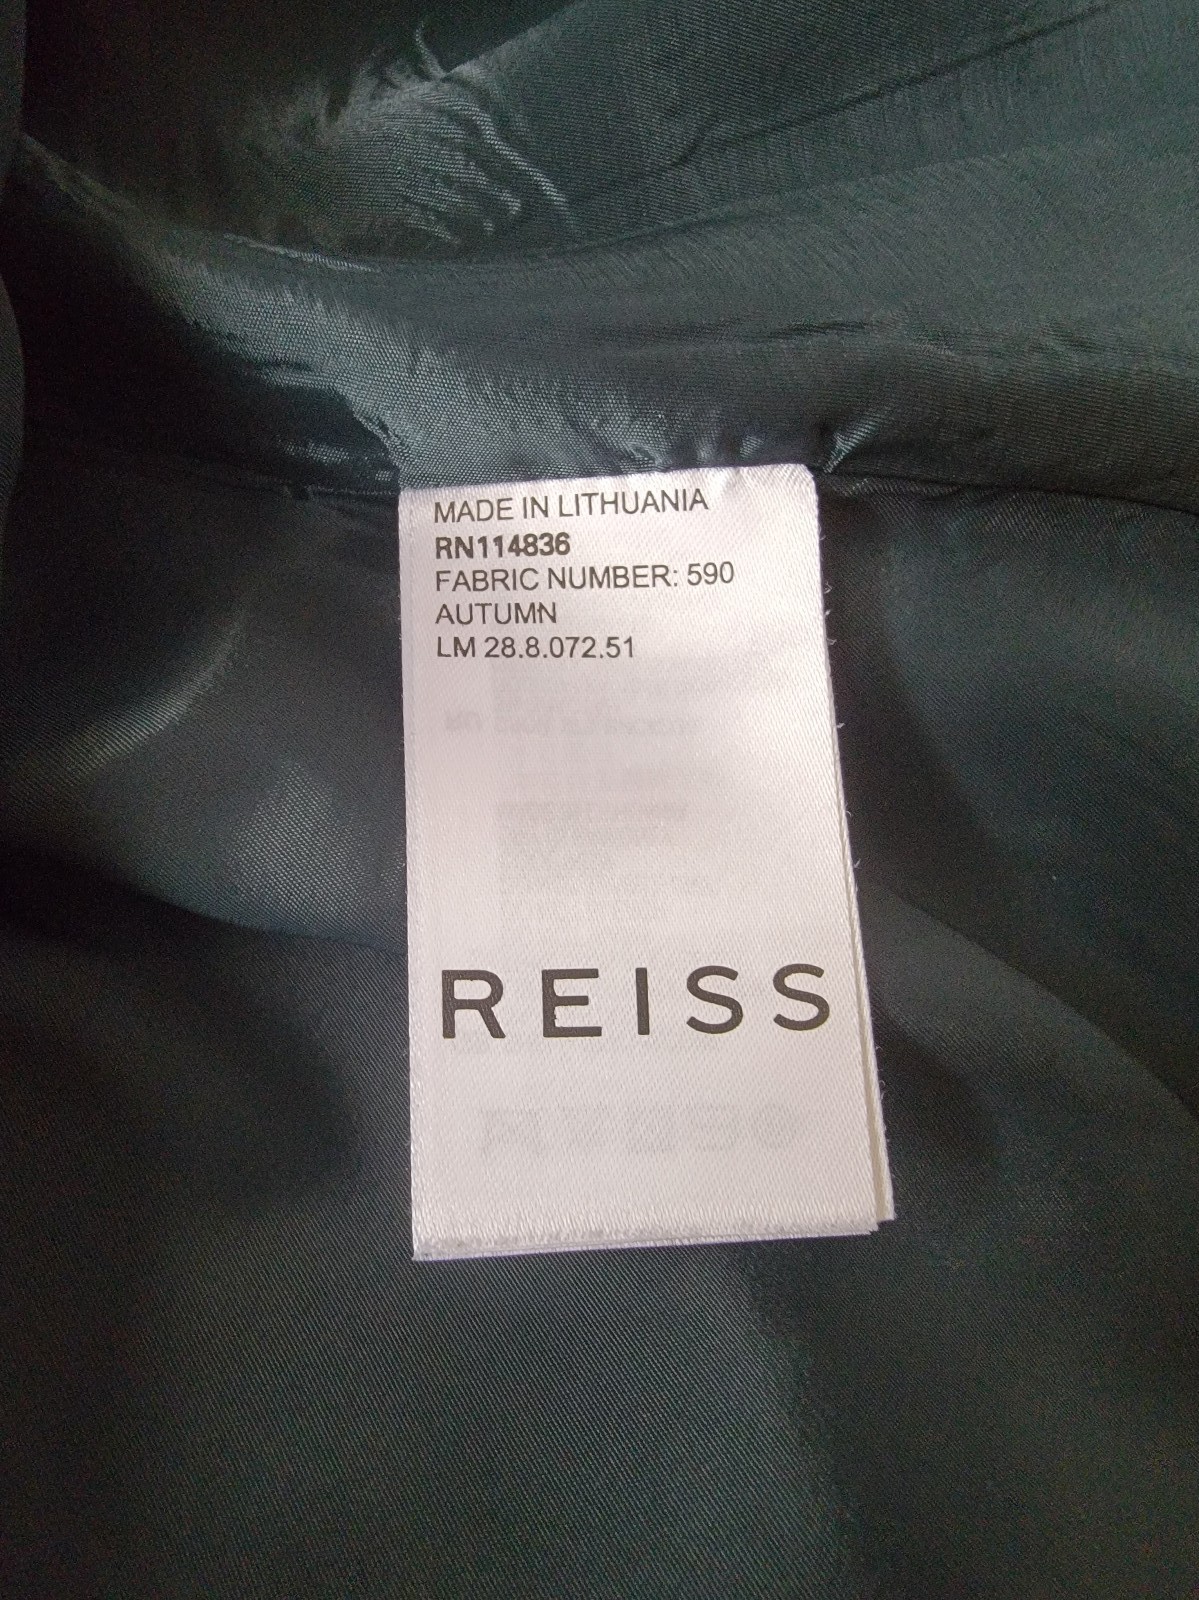 MADE IN LITHUANIA
RN114836
FABRIC NUMBER: 590
AUTUMN
LM 28.8.072.51
REISS